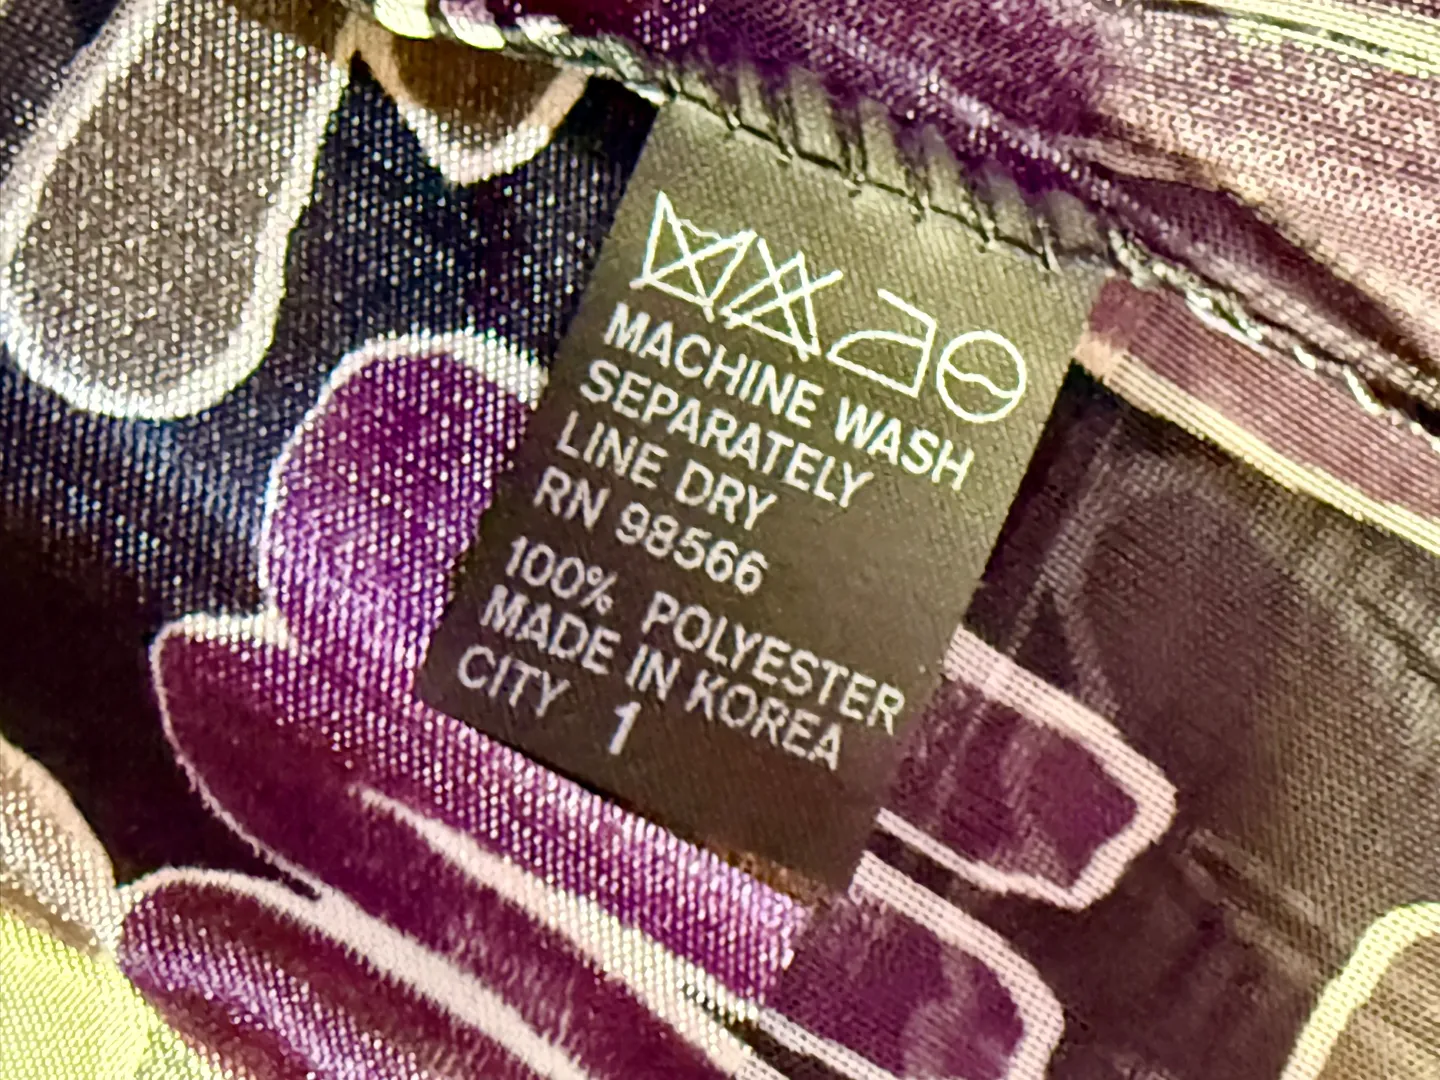 MACHINE WASH
SEPARATELY
LINE DRY
RN 98566
100% POLYESTER
MADE IN KOREA
CITY 1